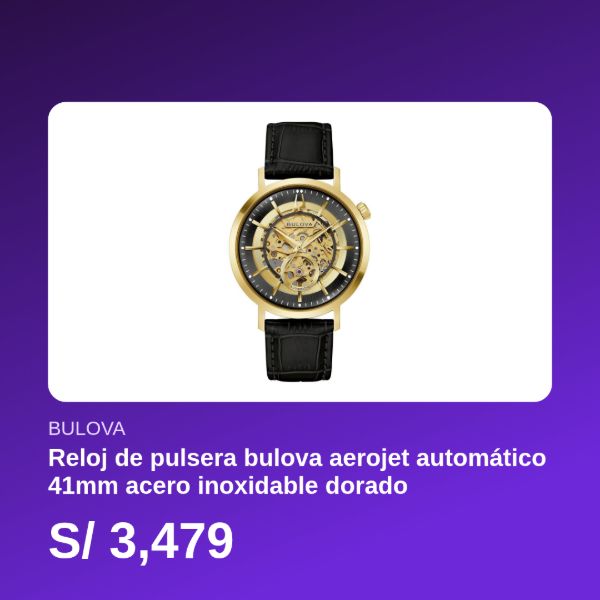 BULOVA
BULOVA
Reloj de pulsera bulova aerojet automático
41mm acero inoxidable dorado
S/ 3,479